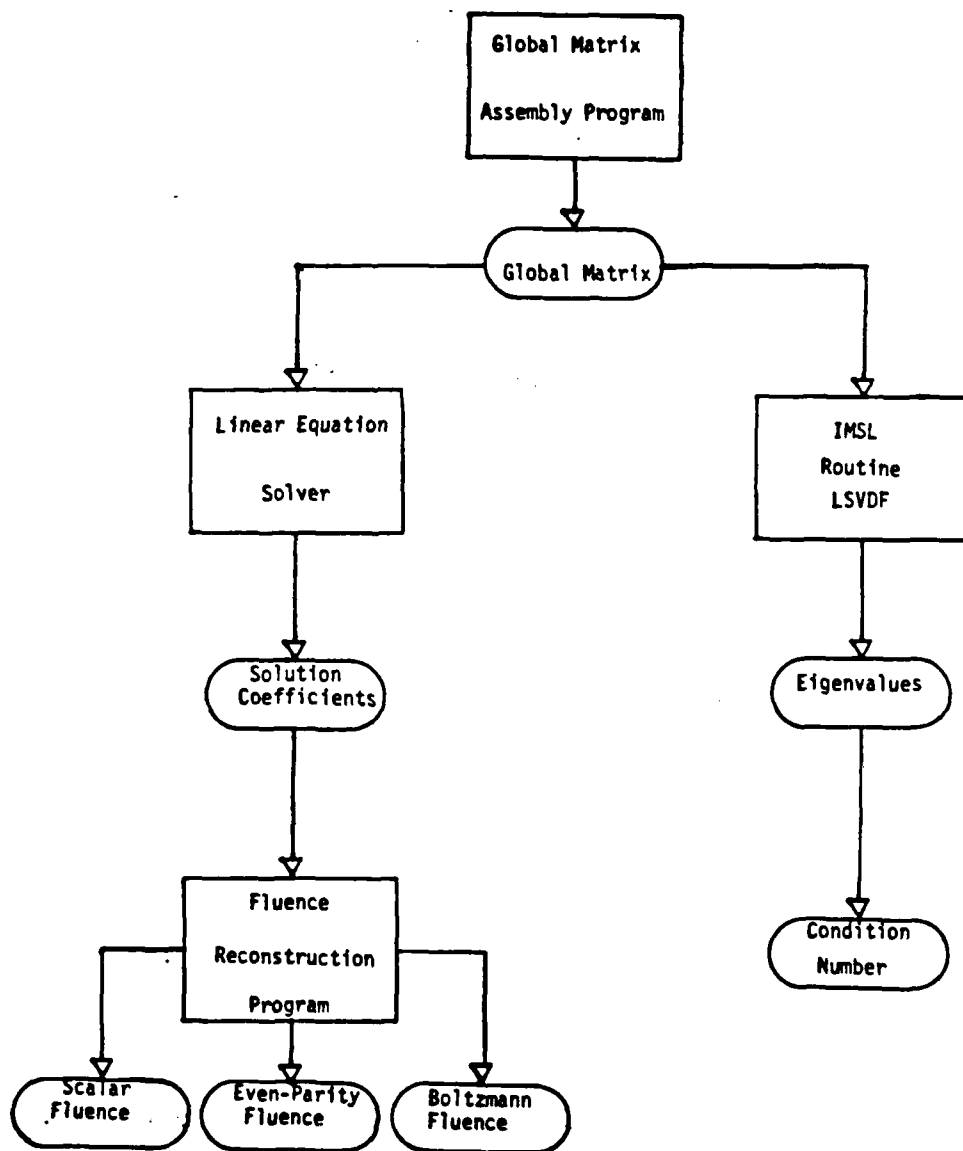 Global Matrix
Assembly Program
Global Matrix
Linear Equation
Solver
IMSL
Routine
LSVDF
Solution
Coefficients
Eigenvalues
Fluence
Reconstruction
Program
Condition
Number
Scalar
Fluence
Even-Parity
Fluence
Boltzmann
Fluence